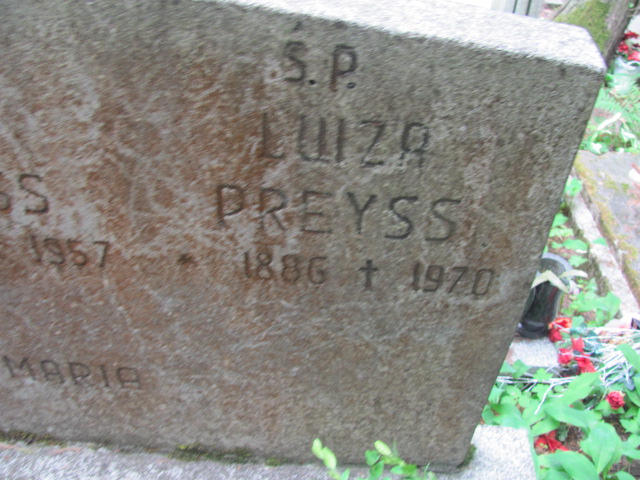 Ś.P.
LUIZA
PREYSS
* 1886 † 1970
SS
1957
MARIA